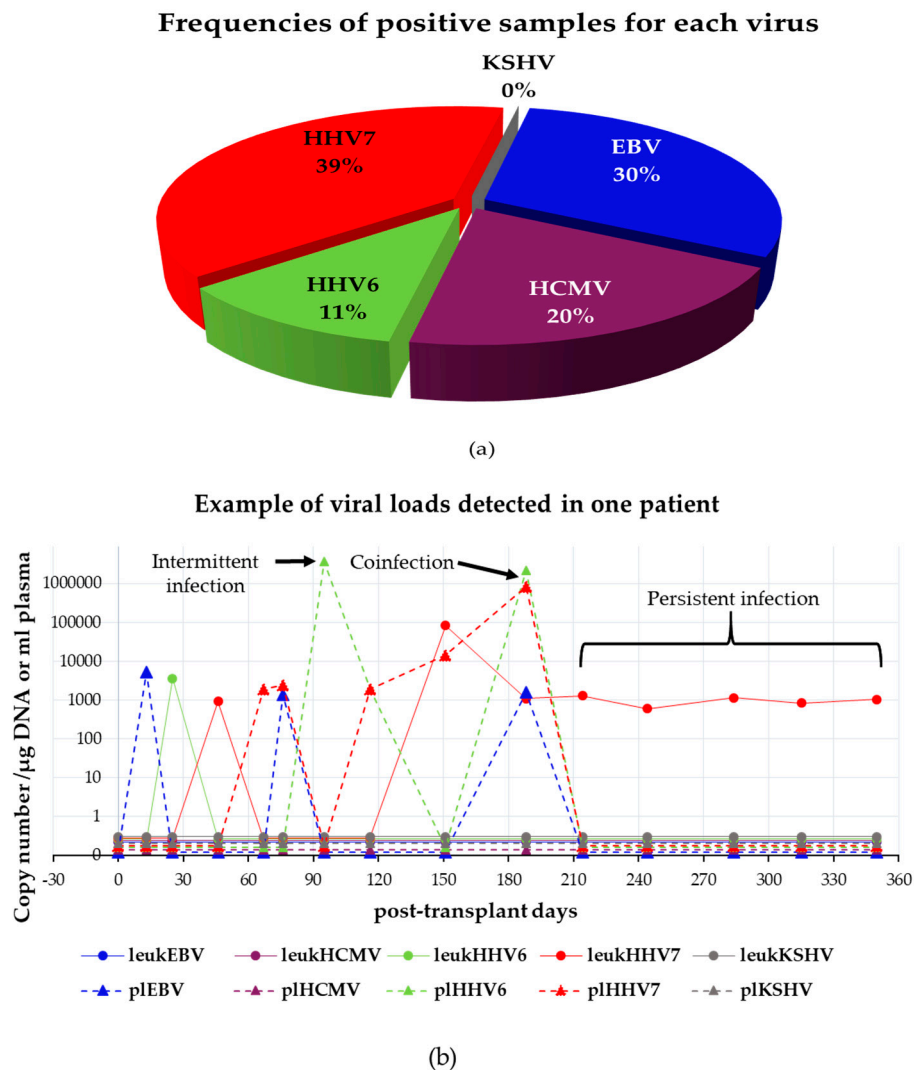 Frequencies of positive samples for each virus
KSHV
0%
HHV7
39%
EBV
30%
HHV6
11%
HCMV
20%
(a)
Example of viral loads detected in one patient
Copy number /µg DNA or ml plasma
1000000
100000
10000
1000
100
10
1
0
Intermittent
infection
Coinfection
Persistent infection
-30 0 30 60 90 120 150 180 210 240 270 300 330 360
post-transplant days
leukEBV leukHCMV leukHHV6 leukHHV7 leukKSHV
plEBV plHCMV plHHV6 plHHV7 plKSHV
(b)